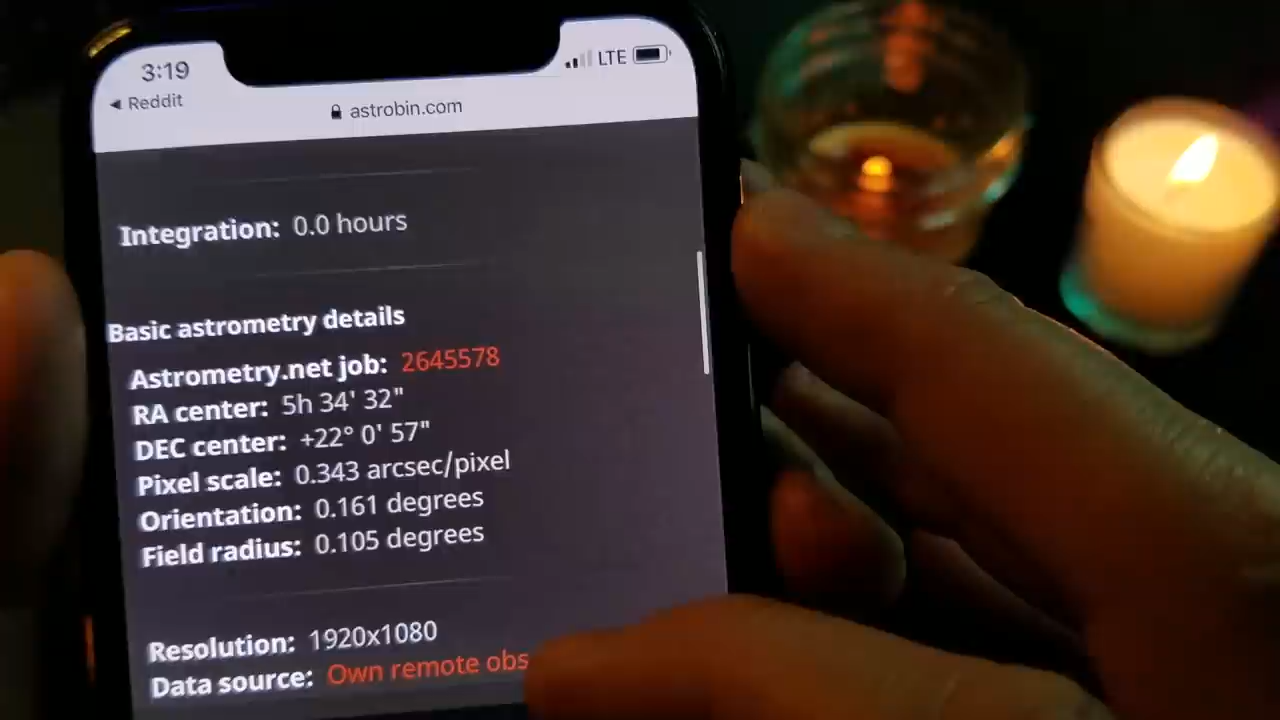 3:19
LTE
◀ Reddit
astrobin.com
Integration: 0.0 hours
Basic astrometry details
Astrometry.net job: 2645578
RA center: 5h 34' 32"
DEC center: +22° 0' 57"
Pixel scale: 0.343 arcsec/pixel
Orientation: 0.161 degrees
Field radius: 0.105 degrees
Resolution: 1920x1080
Data source: Own remote obs